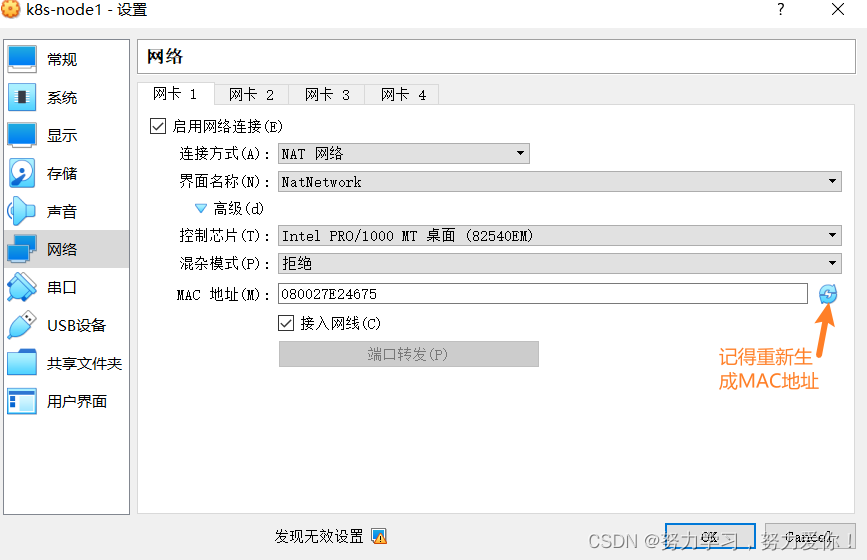 k8s-node1 - 设置
?
常规
系统
显示
存储
声音
网络
串口
USB设备
共享文件夹
用户界面
网络
网卡 1 网卡 2 网卡 3 网卡 4
启用网络连接(E)
连接方式(A): NAT 网络
界面名称(N): NatNetwork
高级(d)
控制芯片(T): Intel PRO/1000 MT 桌面 (82540EM)
混杂模式(P): 拒绝
MAC 地址(M): 080027E24675
接入网线(C)
端口转发(P)
记得重新生
成MAC地址
发现无效设置
OK Cancel
CSDN @努力学习,努力爱你!